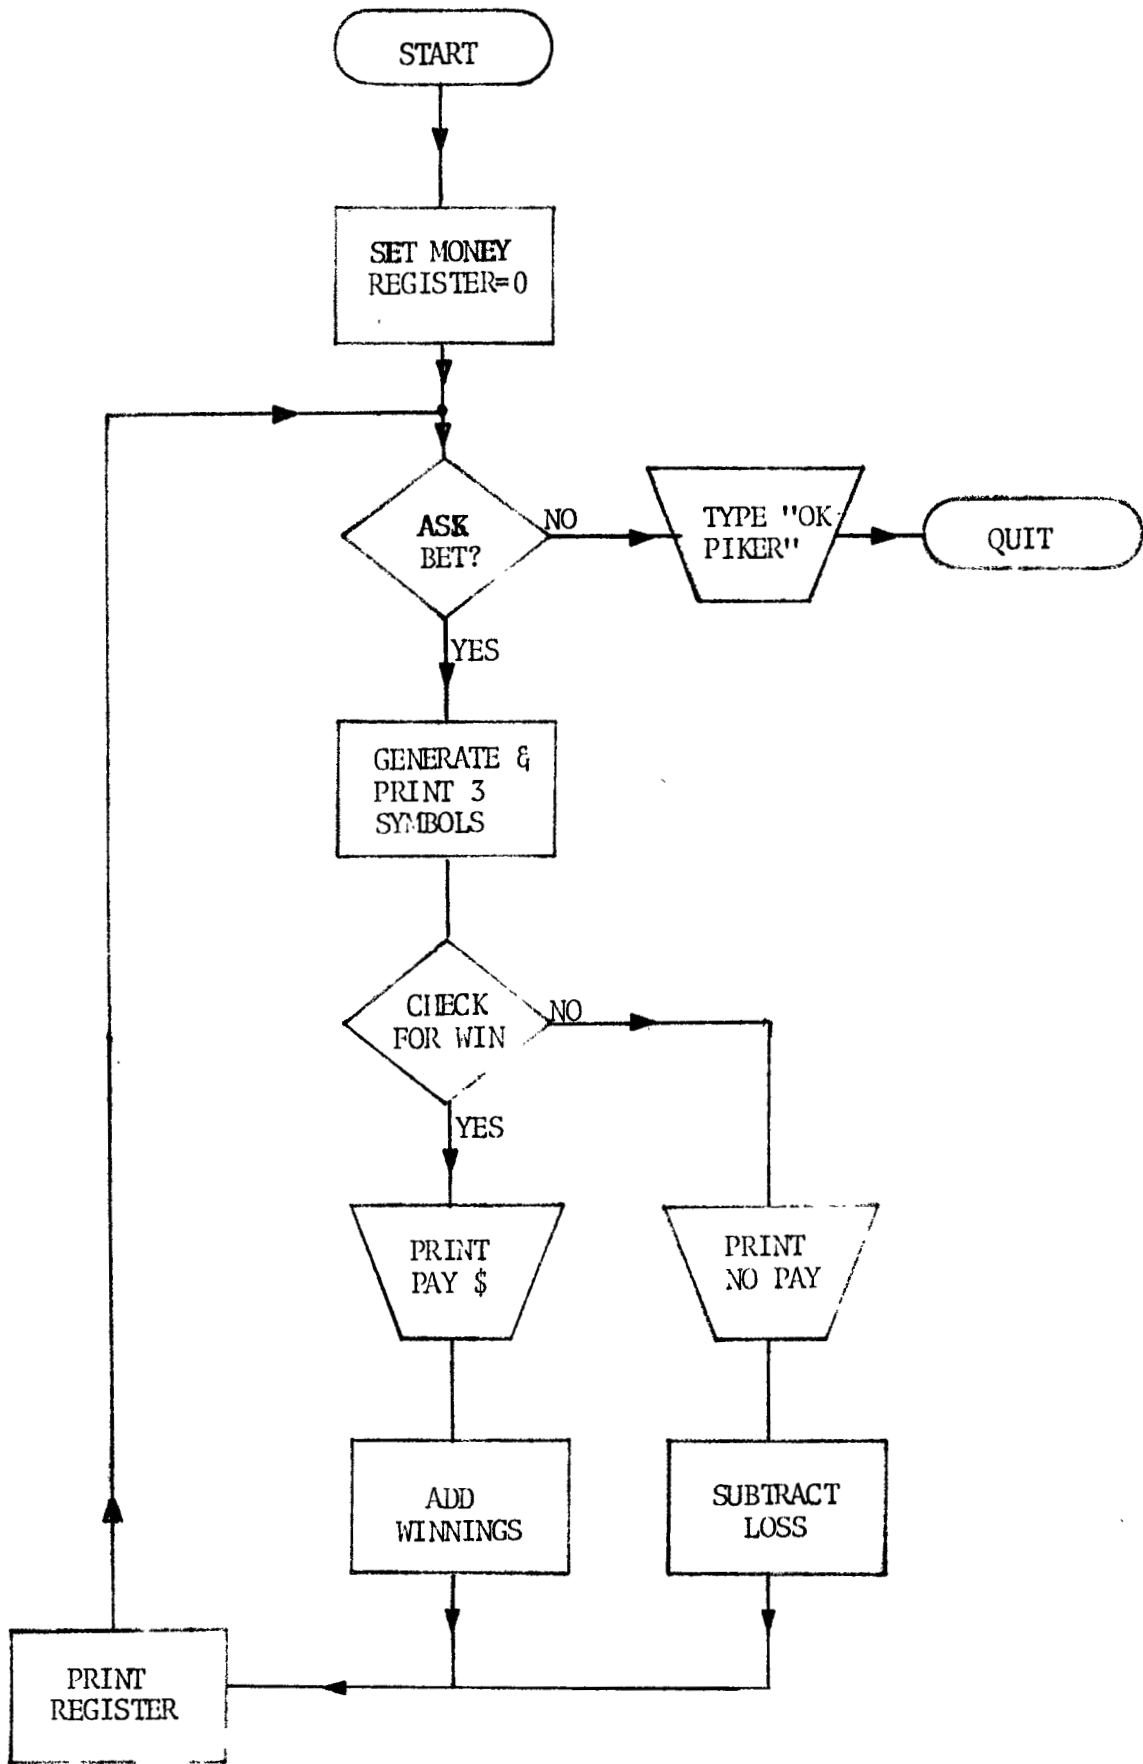 START
SET MONEY
REGISTER=0
ASK
BET?
NO
TYPE "OK
PIKER"
QUIT
YES
GENERATE &
PRINT 3
SYMBOLS
CHECK
FOR WIN
NO
YES
PRINT
PAY $
PRINT
NO PAY
ADD
WINNINGS
SUBTRACT
LOSS
PRINT
REGISTER